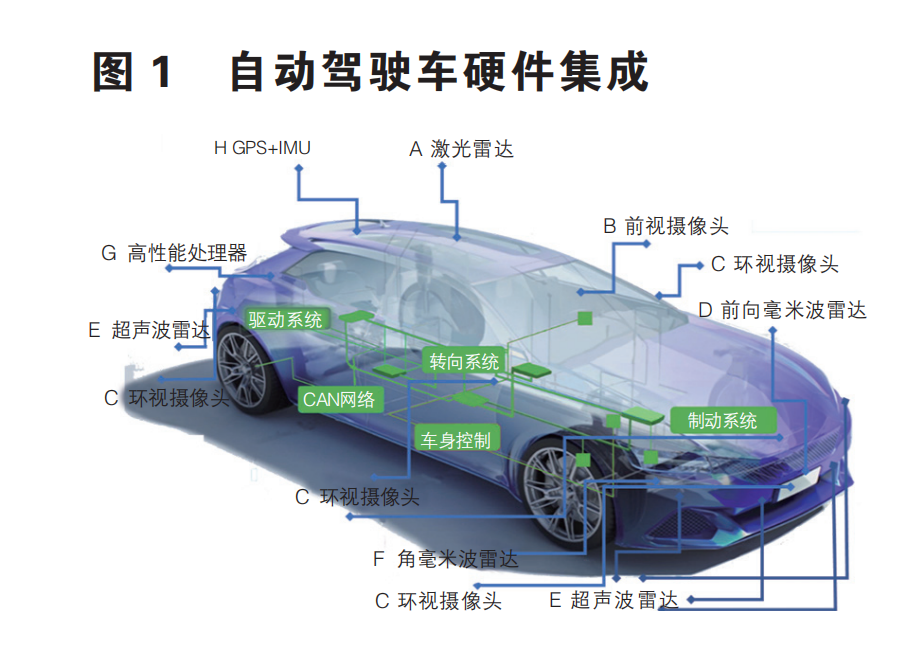 图 1 自动驾驶车硬件集成
H GPS+IMU
A 激光雷达
B 前视摄像头
G 高性能处理器
C 环视摄像头
D 前向毫米波雷达
驱动系统
E 超声波雷达
转向系统
C 环视摄像头
CAN网络
制动系统
车身控制
C 环视摄像头
F 角毫米波雷达
C 环视摄像头
E 超声波雷达